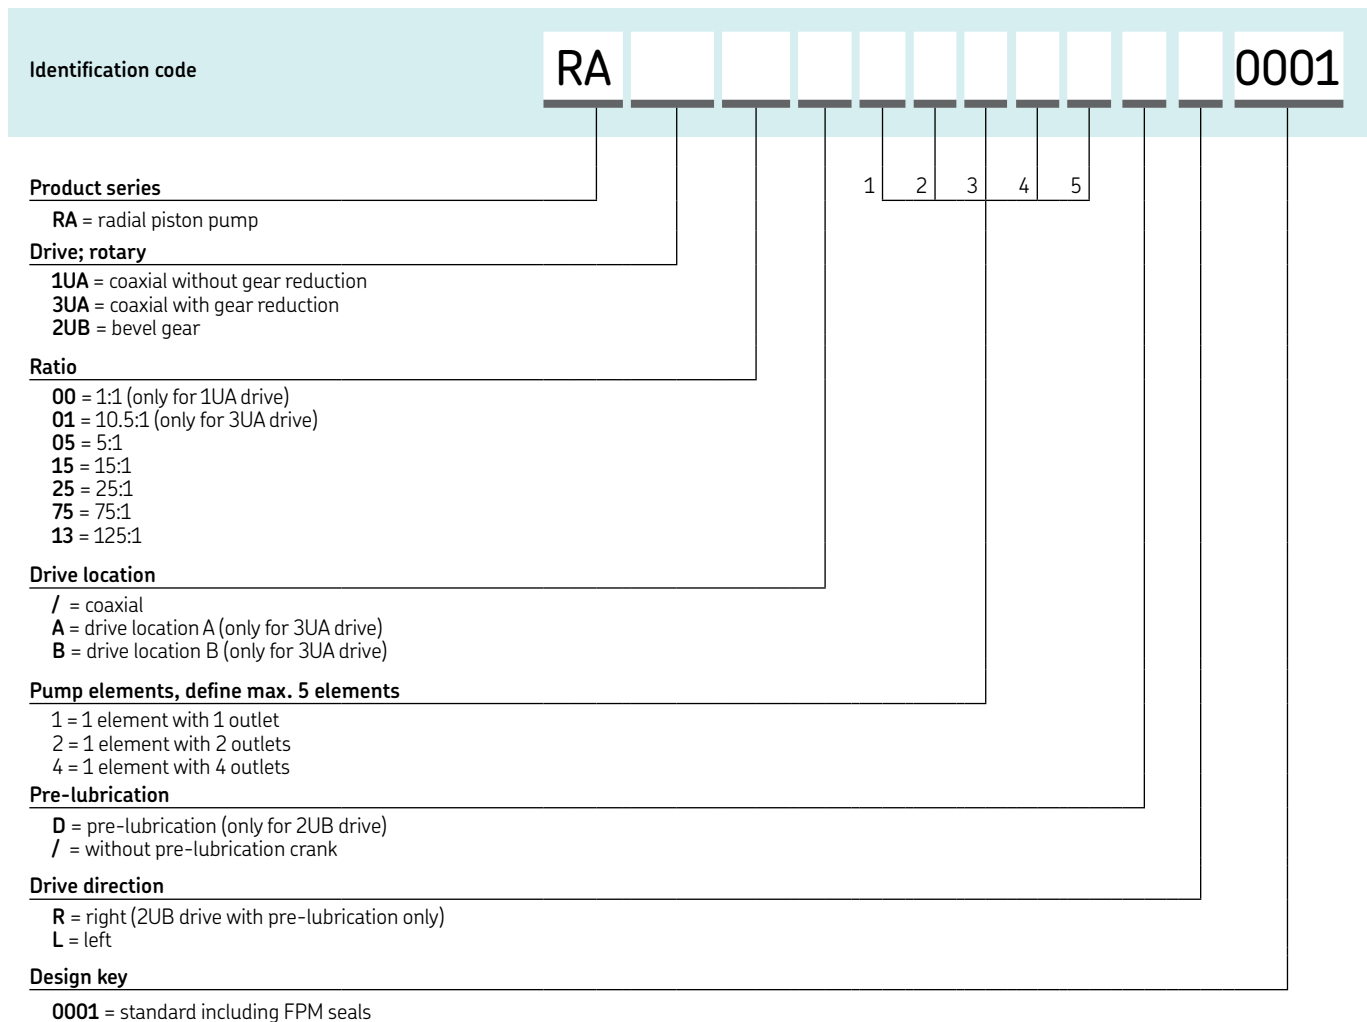 Identification code RA 0001
Product series 1 2 3 4 5
RA = radial piston pump
Drive; rotary
1UA = coaxial without gear reduction
3UA = coaxial with gear reduction
2UB = bevel gear
Ratio
00 = 1:1 (only for 1UA drive)
01 = 10.5:1 (only for 3UA drive)
05 = 5:1
15 = 15:1
25 = 25:1
75 = 75:1
13 = 125:1
Drive location
/ = coaxial
A = drive location A (only for 3UA drive)
B = drive location B (only for 3UA drive)
Pump elements, define max. 5 elements
1 = 1 element with 1 outlet
2 = 1 element with 2 outlets
4 = 1 element with 4 outlets
Pre-lubrication
D = pre-lubrication (only for 2UB drive)
/ = without pre-lubrication crank
Drive direction
R = right (2UB drive with pre-lubrication only)
L = left
Design key
0001 = standard including FPM seals